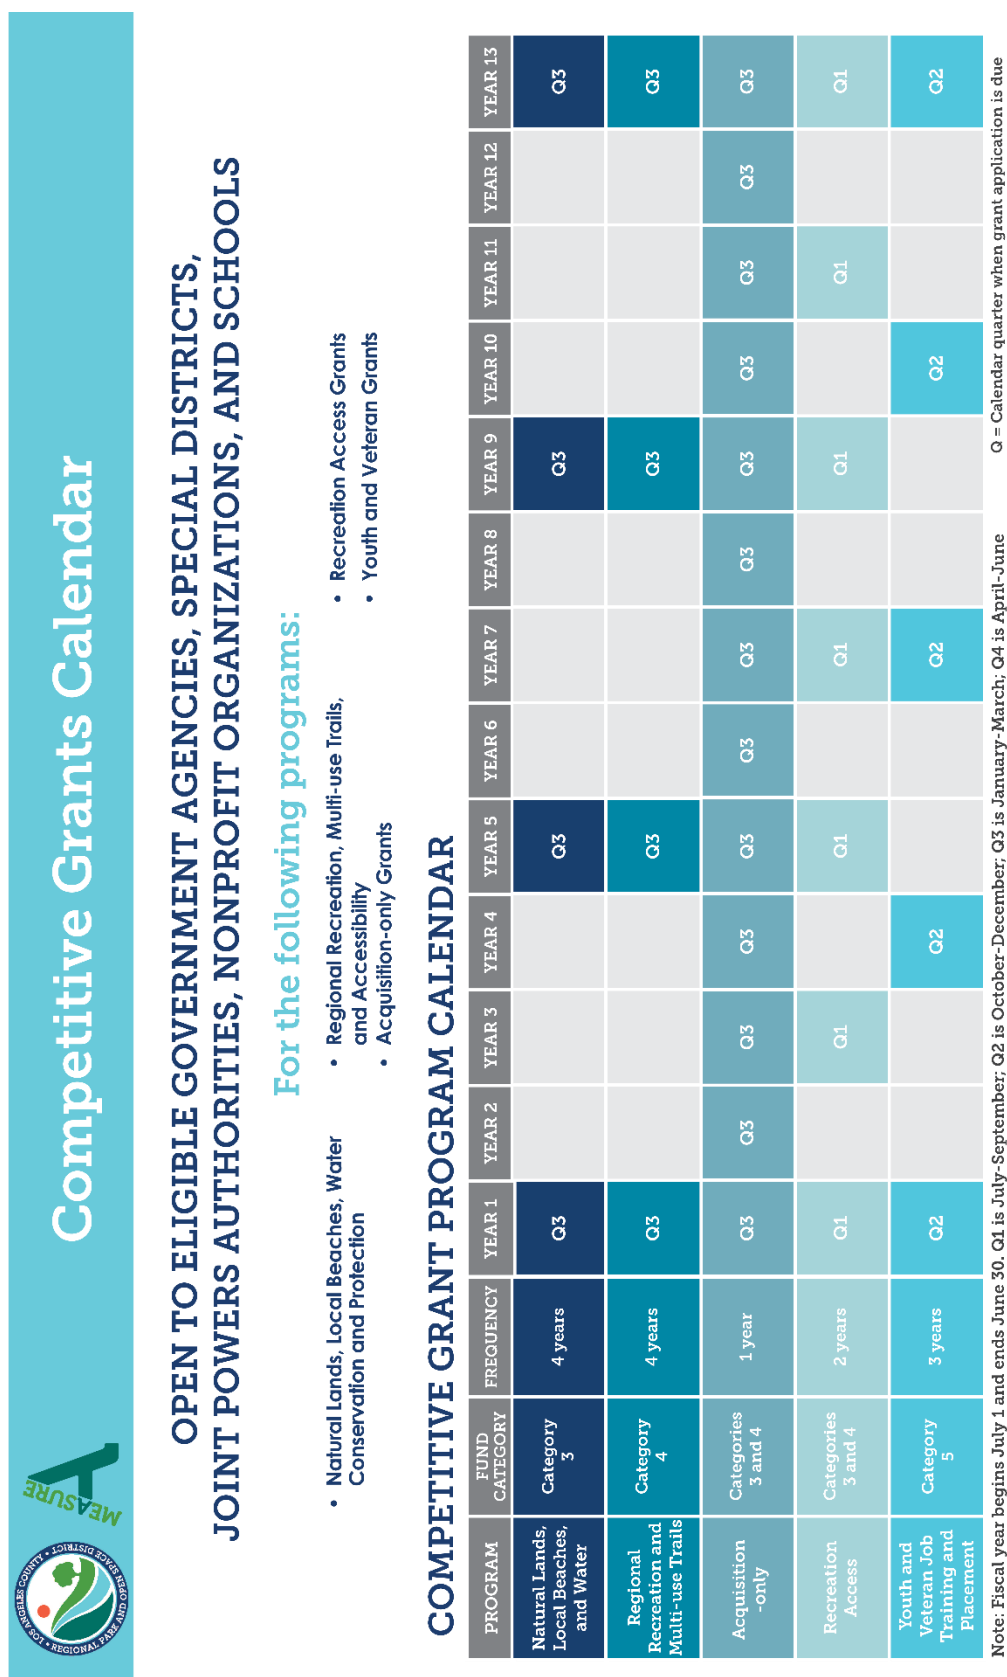 LOS ANGELES COUNTY • REGIONAL PARK AND OPEN SPACE DISTRICT •
MEASURE A
Competitive Grants Calendar
OPEN TO ELIGIBLE GOVERNMENT AGENCIES, SPECIAL DISTRICTS,
JOINT POWERS AUTHORITIES, NONPROFIT ORGANIZATIONS, AND SCHOOLS
For the following programs:
• Natural Lands, Local Beaches, Water
Conservation and Protection
• Regional Recreation, Multi-use Trails,
and Accessibility
• Acquisition-only Grants
• Recreation Access Grants
• Youth and Veteran Grants
COMPETITIVE GRANT PROGRAM CALENDAR
PROGRAM FUND CATEGORY FREQUENCY YEAR 1 YEAR 2 YEAR 3 YEAR 4 YEAR 5 YEAR 6 YEAR 7 YEAR 8 YEAR 9 YEAR 10 YEAR 11 YEAR 12 YEAR 13
Natural Lands,
Local Beaches,
and Water
Category
3
4 years Q3 Q3 Q3 Q3
Regional
Recreation and
Multi-use Trails
Category
4
4 years Q3 Q3 Q3 Q3
Acquisition
-only
Categories
3 and 4
1 year Q3 Q3 Q3 Q3 Q3 Q3 Q3 Q3 Q3 Q3 Q3 Q3 Q3
Recreation
Access
Categories
3 and 4
2 years Q1 Q1 Q1 Q1 Q1 Q1 Q1
Youth and
Veteran Job
Training and
Placement
Category
5
3 years Q2 Q2 Q2 Q2 Q2
Note: Fiscal year begins July 1 and ends June 30. Q1 is July-September; Q2 is October-December; Q3 is January-March; Q4 is April-June
Q = Calendar quarter when grant application is due